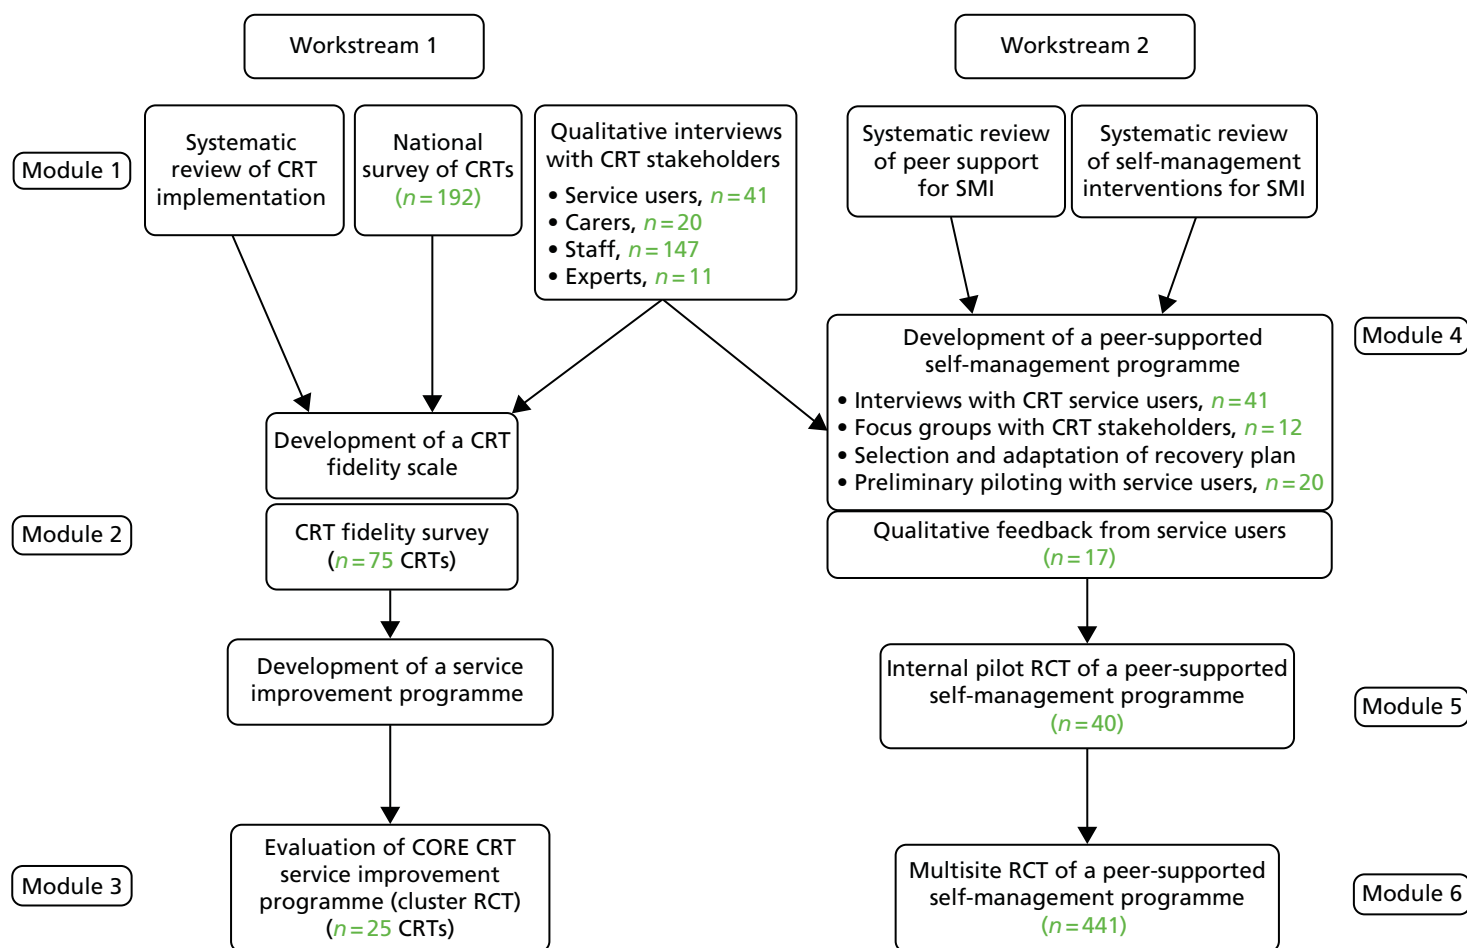 Workstream 1
Workstream 2
Module 1
Systematic
review of CRT
implementation
National
survey of CRTs
(n = 192)
Qualitative interviews
with CRT stakeholders
• Service users, n = 41
• Carers, n = 20
• Staff, n = 147
• Experts, n = 11
Systematic review
of peer support
for SMI
Systematic review
of self-management
interventions for SMI
Development of a peer-supported
self-management programme
• Interviews with CRT service users, n = 41
• Focus groups with CRT stakeholders, n = 12
• Selection and adaptation of recovery plan
• Preliminary piloting with service users, n = 20
Module 4
Development of a CRT
fidelity scale
Module 2
CRT fidelity survey
(n = 75 CRTs)
Qualitative feedback from service users
(n = 17)
Development of a service
improvement programme
Internal pilot RCT of a peer-supported
self-management programme
(n = 40)
Module 5
Module 3
Evaluation of CORE CRT
service improvement
programme (cluster RCT)
(n = 25 CRTs)
Multisite RCT of a peer-supported
self-management programme
(n = 441)
Module 6